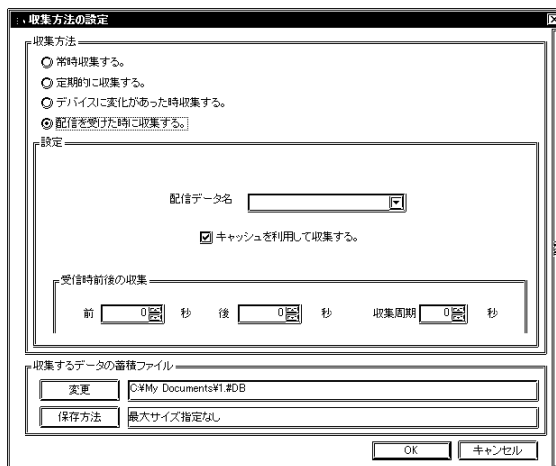 収集方法の設定
収集方法
常時収集する。
定期的に収集する。
デバイスに変化があった時収集する。
配信を受けた時に収集する。
設定
配信データ名
キャッシュを利用して収集する。
受信時前後の収集
前 0 秒 後 0 秒 収集周期 0 秒
収集するデータの蓄積ファイル
変更 C:¥My Documents¥1.#DB
保存方法 最大サイズ指定なし
OK キャンセル